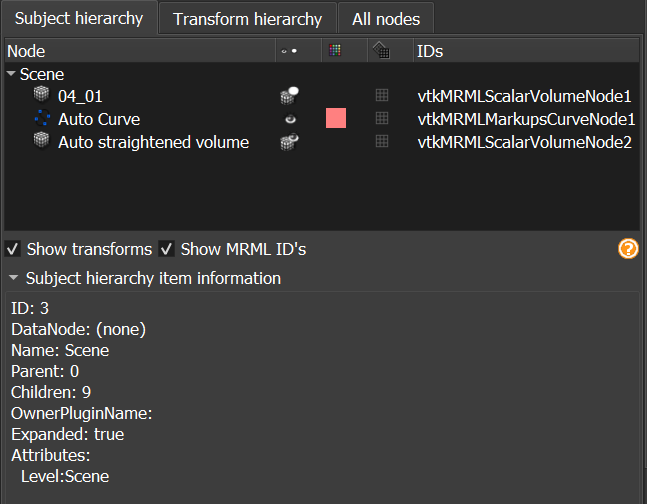 Subject hierarchy Transform hierarchy All nodes
Node IDs
Scene
04_01 vtkMRMLScalarVolumeNode1
Auto Curve vtkMRMLMarkupsCurveNode1
Auto straightened volume vtkMRMLScalarVolumeNode2
Show transforms Show MRML ID's ?
Subject hierarchy item information
ID: 3
DataNode: (none)
Name: Scene
Parent: 0
Children: 9
OwnerPluginName:
Expanded: true
Attributes:
Level:Scene